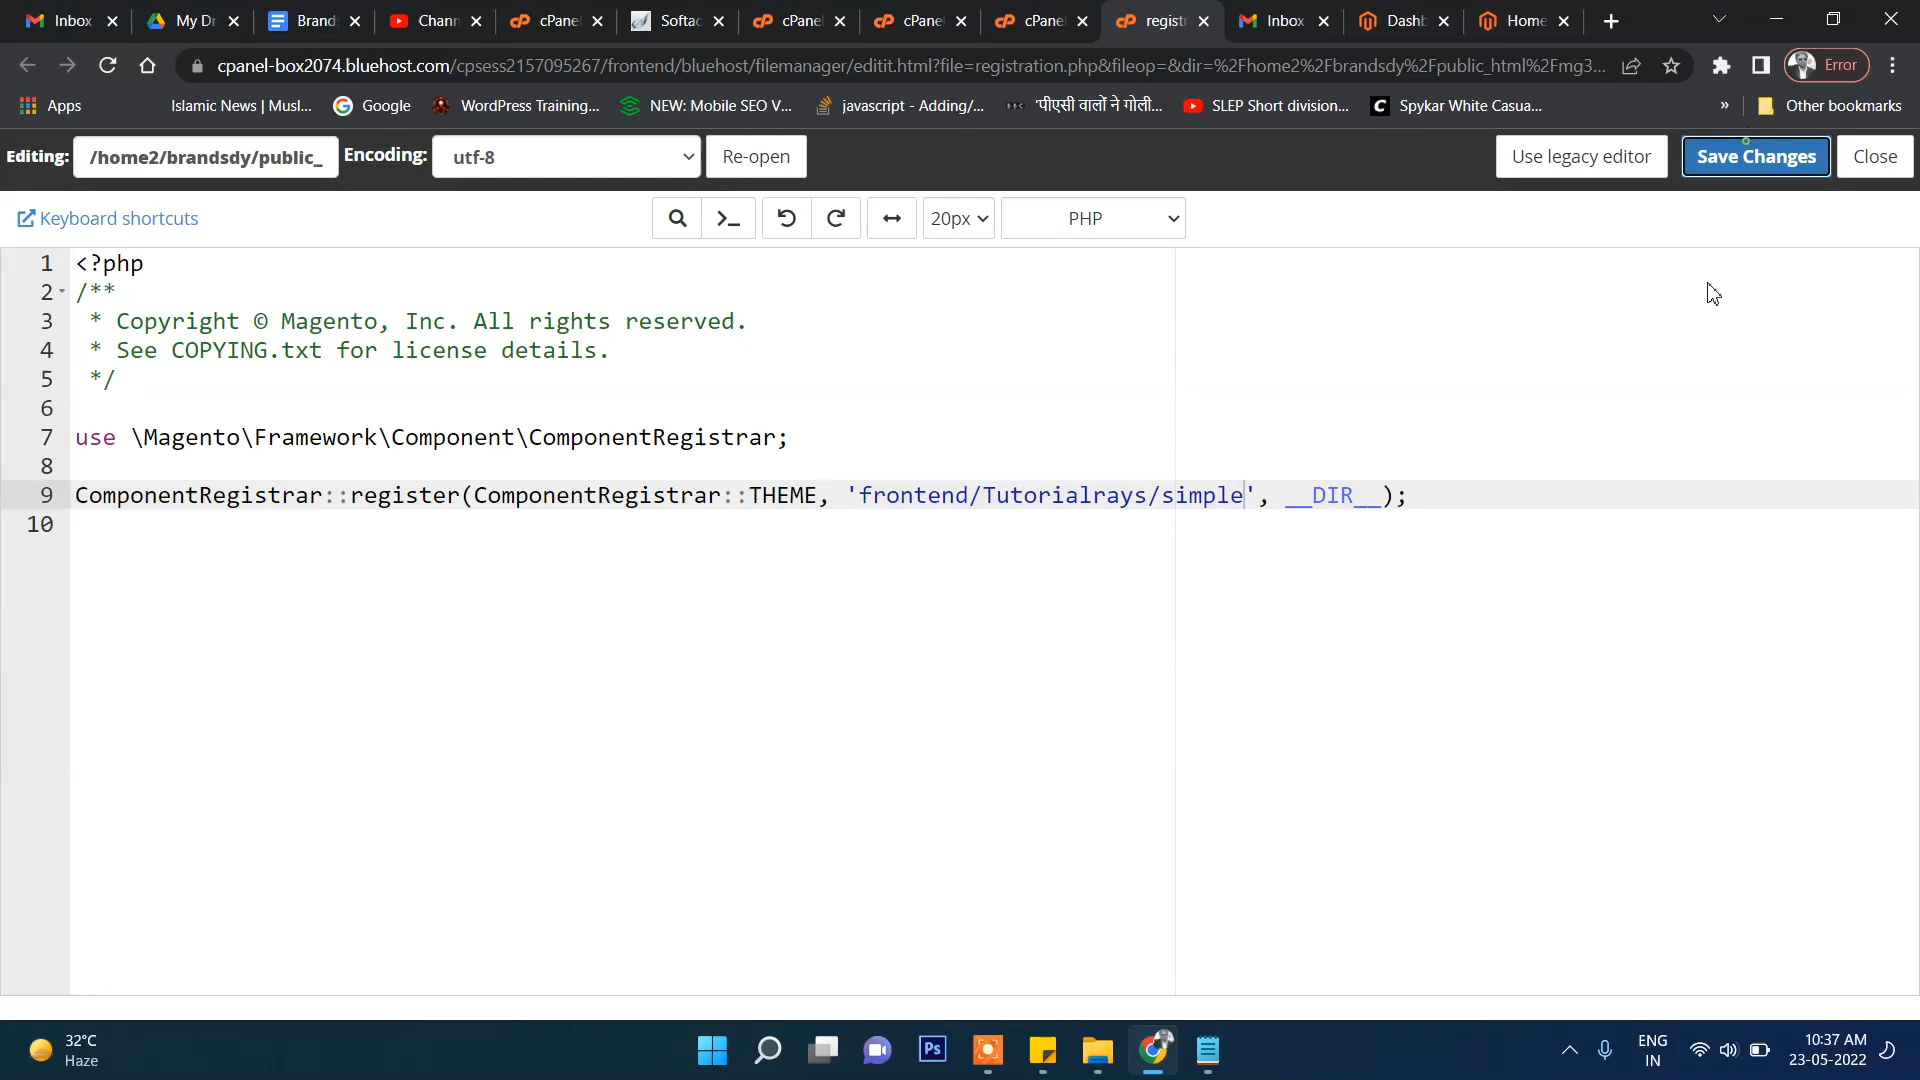 Inbox
My Dr
Brand
Chann
cPane
Softac
cPanel
cPanel
cPanel
registr
Inbox
Dashb
Home
cpanel-box2074.bluehost.com/cpsess2157095267/frontend/bluehost/filemanager/editit.html?file=registration.php&fileop=&dir=%2Fhome2%2Fbrandsdy%2Fpublic_html%2Fmg3...
Error
Apps
Islamic News | Musl...
Google
WordPress Training...
NEW: Mobile SEO V...
javascript - Adding/...
'पीएसी वालों ने गोली...
SLEP Short division...
Spykar White Casua...
»
Other bookmarks
Editing:
/home2/brandsdy/public_
Encoding:
utf-8
Re-open
Use legacy editor
Save Changes
Close
Keyboard shortcuts
20px
PHP
1 <?php
2 /**
3 * Copyright © Magento, Inc. All rights reserved.
4 * See COPYING.txt for license details.
5 */
6
7 use \Magento\Framework\Component\ComponentRegistrar;
8
9 ComponentRegistrar::register(ComponentRegistrar::THEME, 'frontend/Tutorialrays/simple', __DIR__);
10
32°C
Haze
Ps
ENG
IN
10:37 AM
23-05-2022